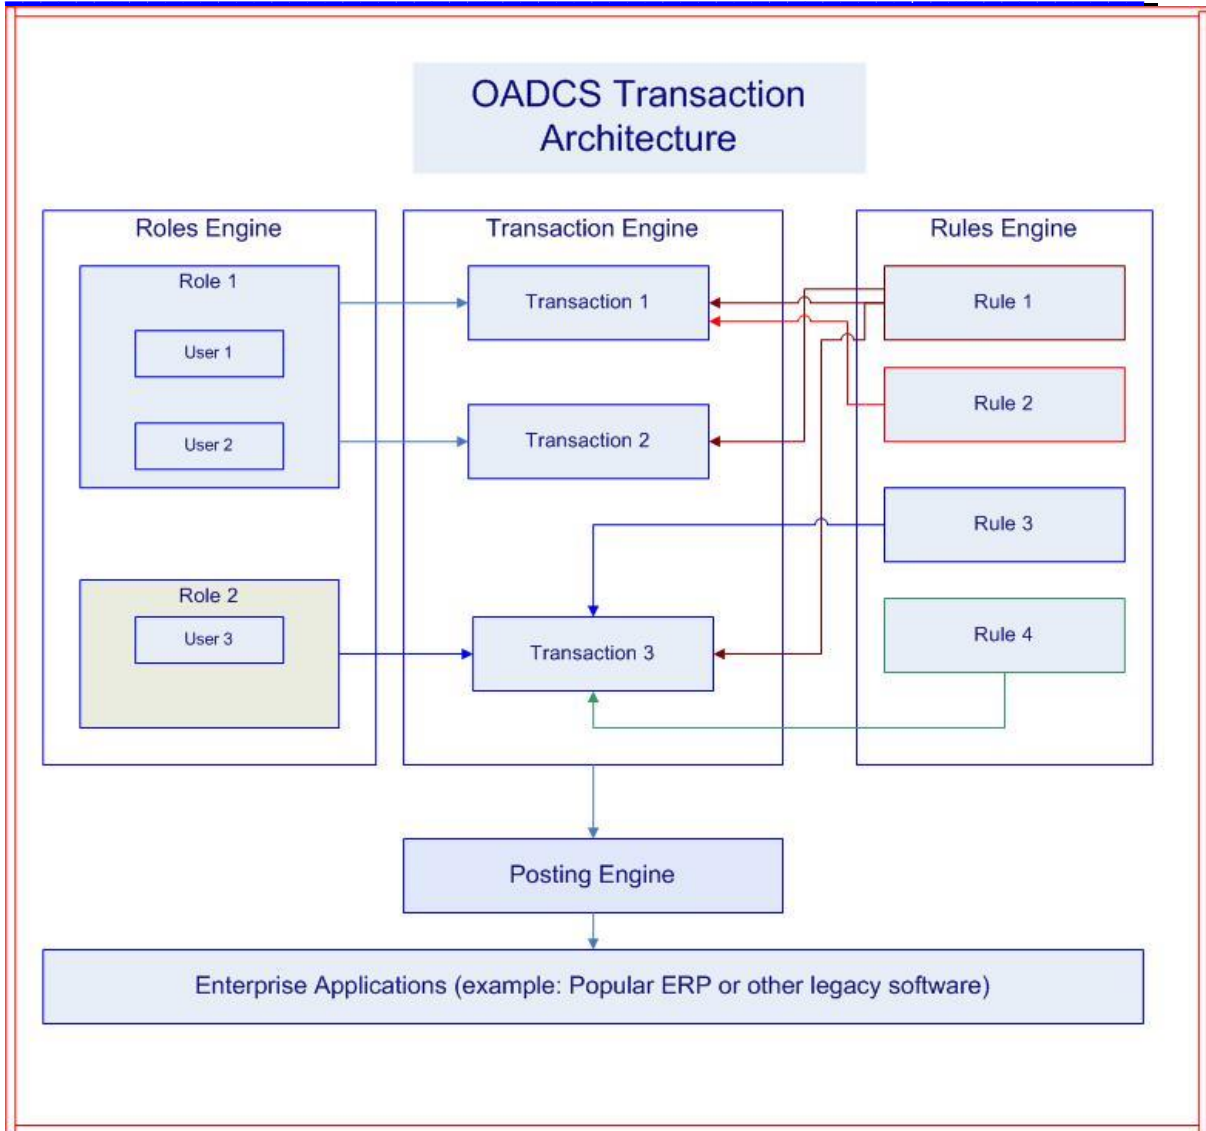 OADCS Transaction
Architecture
Roles Engine
Role 1
User 1
User 2
Role 2
User 3
Transaction Engine
Transaction 1
Transaction 2
Transaction 3
Rules Engine
Rule 1
Rule 2
Rule 3
Rule 4
Posting Engine
Enterprise Applications (example: Popular ERP or other legacy software)